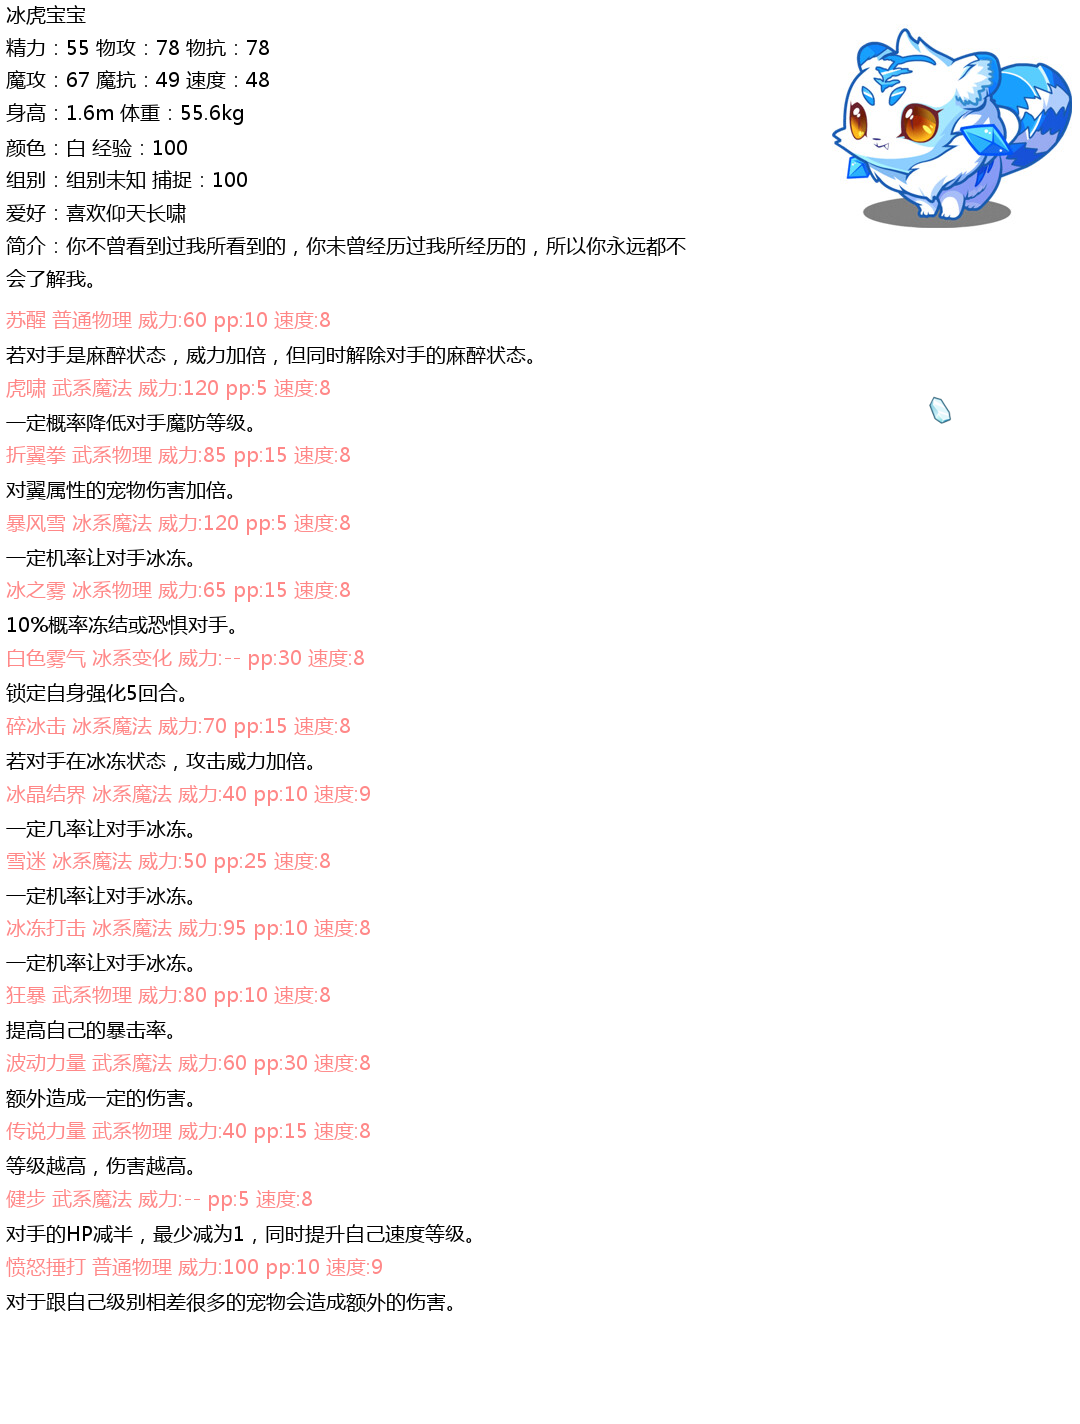 冰虎宝宝
精力：55 物攻：78 物抗：78
魔攻：67 魔抗：49 速度：48
身高：1.6m 体重：55.6kg
颜色：白 经验：100
组别：组别未知 捕捉：100
爱好：喜欢仰天长啸
简介：你不曾看到过我所看到的，你未曾经历过我所经历的，所以你永远都不
会了解我。
苏醒 普通物理 威力:60 pp:10 速度:8
若对手是麻醉状态，威力加倍，但同时解除对手的麻醉状态。
虎啸 武系魔法 威力:120 pp:5 速度:8
一定概率降低对手魔防等级。
折翼拳 武系物理 威力:85 pp:15 速度:8
对翼属性的宠物伤害加倍。
暴风雪 冰系魔法 威力:120 pp:5 速度:8
一定机率让对手冰冻。
冰之雾 冰系物理 威力:65 pp:15 速度:8
10%概率冻结或恐惧对手。
白色雾气 冰系变化 威力:-- pp:30 速度:8
锁定自身强化5回合。
碎冰击 冰系魔法 威力:70 pp:15 速度:8
若对手在冰冻状态，攻击威力加倍。
冰晶结界 冰系魔法 威力:40 pp:10 速度:9
一定几率让对手冰冻。
雪迷 冰系魔法 威力:50 pp:25 速度:8
一定机率让对手冰冻。
冰冻打击 冰系魔法 威力:95 pp:10 速度:8
一定机率让对手冰冻。
狂暴 武系物理 威力:80 pp:10 速度:8
提高自己的暴击率。
波动力量 武系魔法 威力:60 pp:30 速度:8
额外造成一定的伤害。
传说力量 武系物理 威力:40 pp:15 速度:8
等级越高，伤害越高。
健步 武系魔法 威力:-- pp:5 速度:8
对手的HP减半，最少减为1，同时提升自己速度等级。
愤怒捶打 普通物理 威力:100 pp:10 速度:9
对于跟自己级别相差很多的宠物会造成额外的伤害。